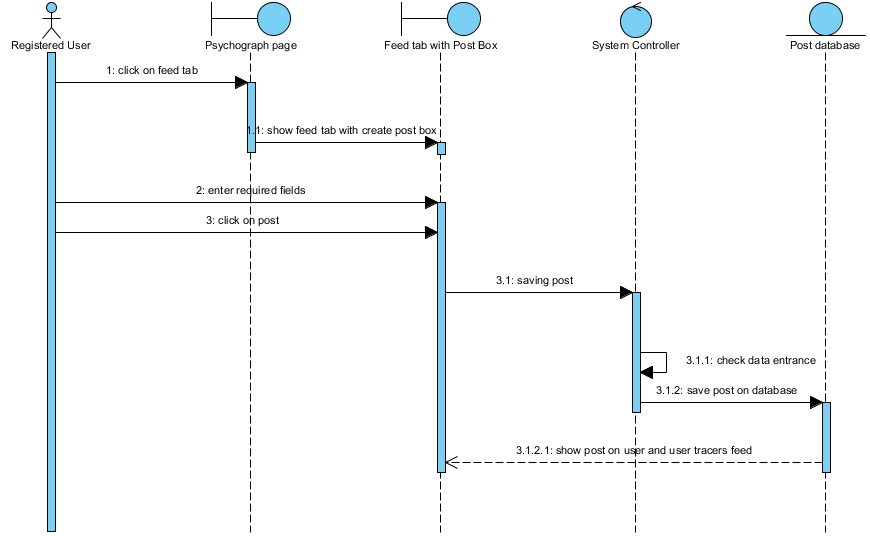 Registered User
Psychograph page
Feed tab with Post Box
System Controller
Post database
1: click on feed tab
1.1: show feed tab with create post box
2: enter required fields
3: click on post
3.1: saving post
3.1.1: check data entrance
3.1.2: save post on database
3.1.2.1: show post on user and user tracers feed